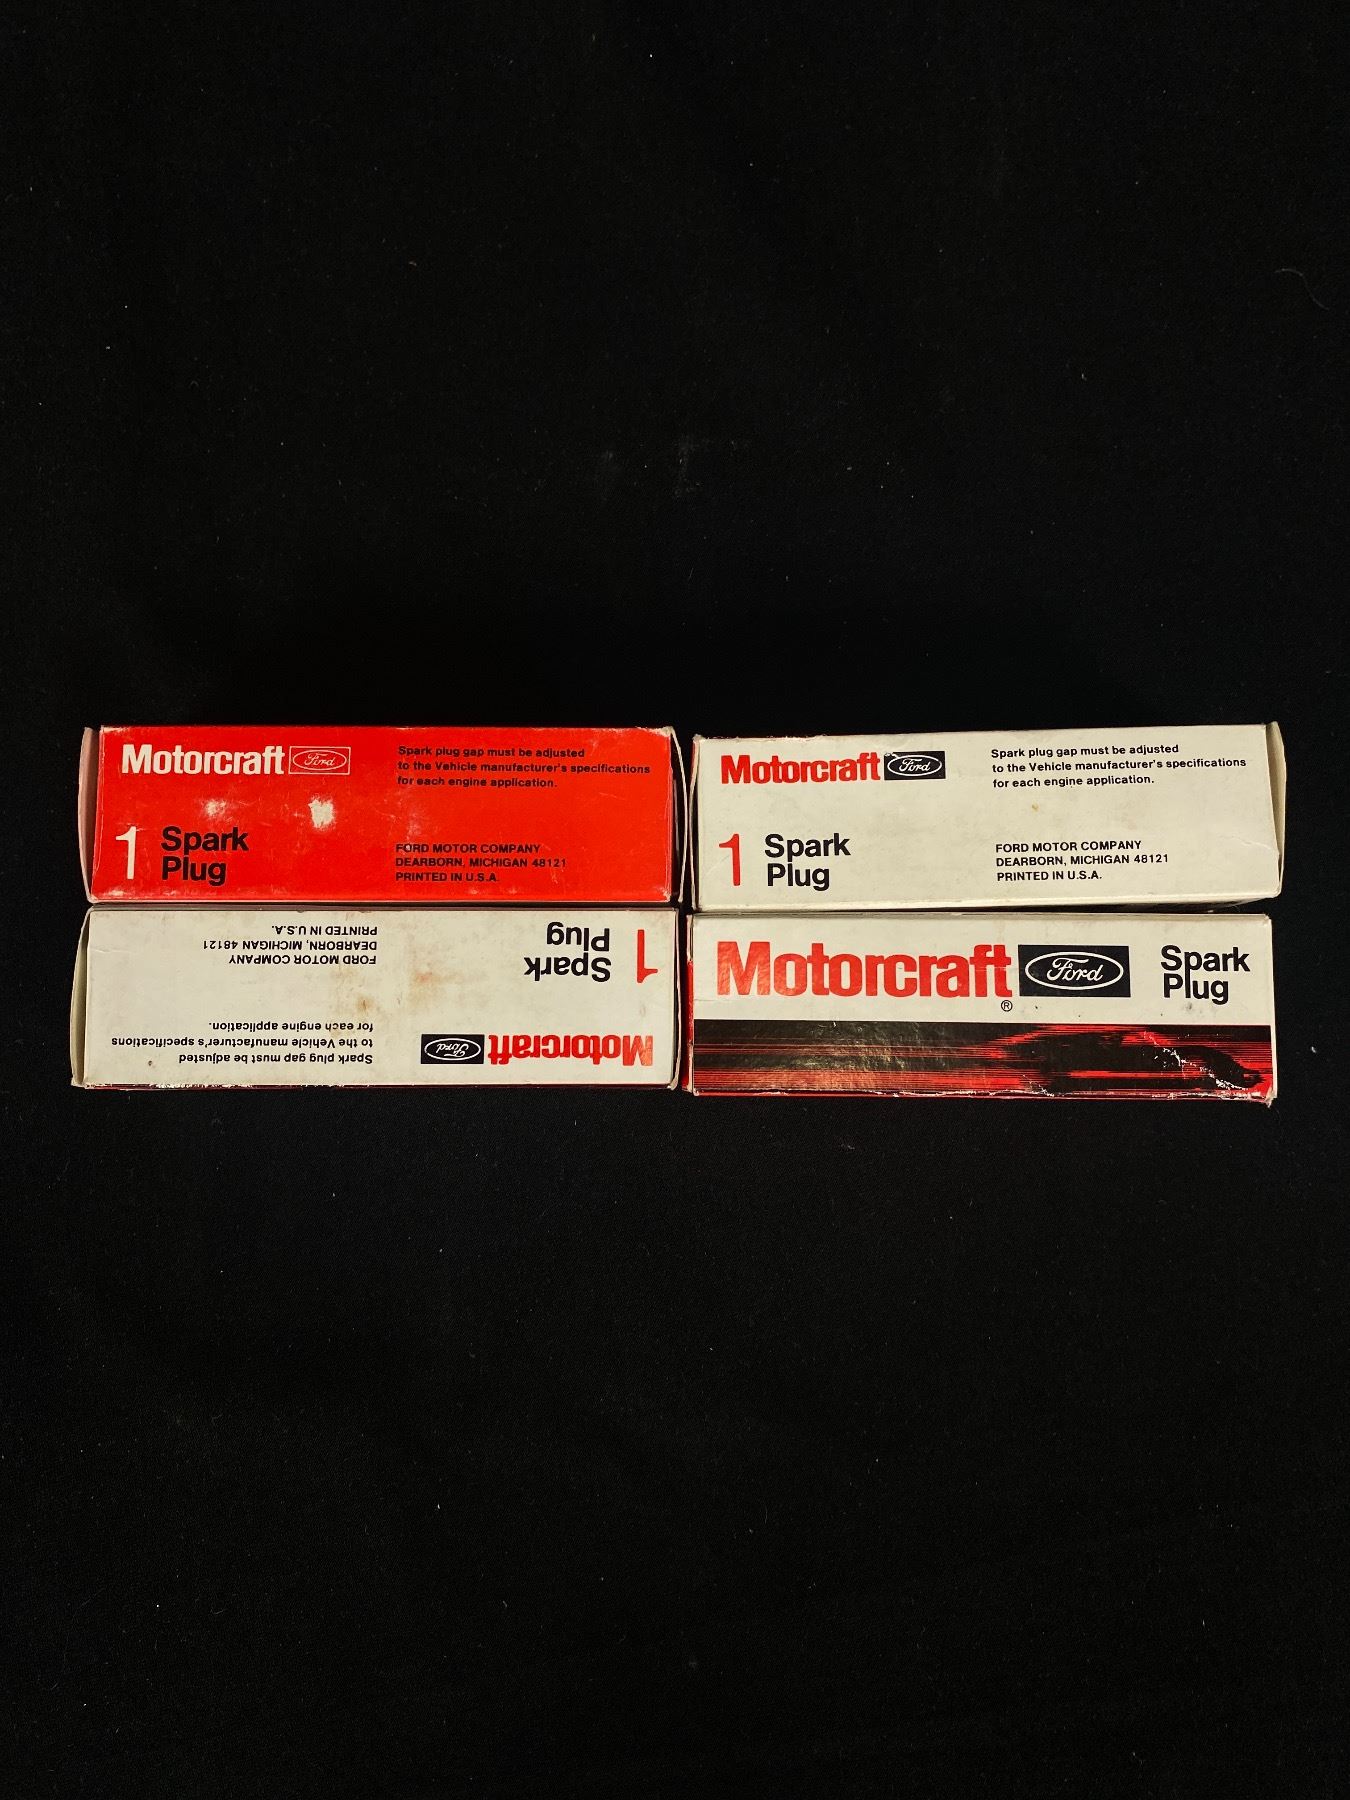 Motorcraft Ford
Spark plug gap must be adjusted
to the Vehicle manufacturer's specifications
for each engine application.
1 Spark
Plug
FORD MOTOR COMPANY
DEARBORN, MICHIGAN 48121
PRINTED IN U.S.A.
Motorcraft Ford
Spark plug gap must be adjusted
to the Vehicle manufacturer's specifications
for each engine application.
1 Spark
Plug
FORD MOTOR COMPANY
DEARBORN, MICHIGAN 48121
PRINTED IN U.S.A.
Motorcraft Ford
Spark plug gap must be adjusted
to the Vehicle manufacturer's specifications
for each engine application.
1 Spark
Plug
FORD MOTOR COMPANY
DEARBORN, MICHIGAN 48121
PRINTED IN U.S.A.
Motorcraft® Ford
Spark
Plug